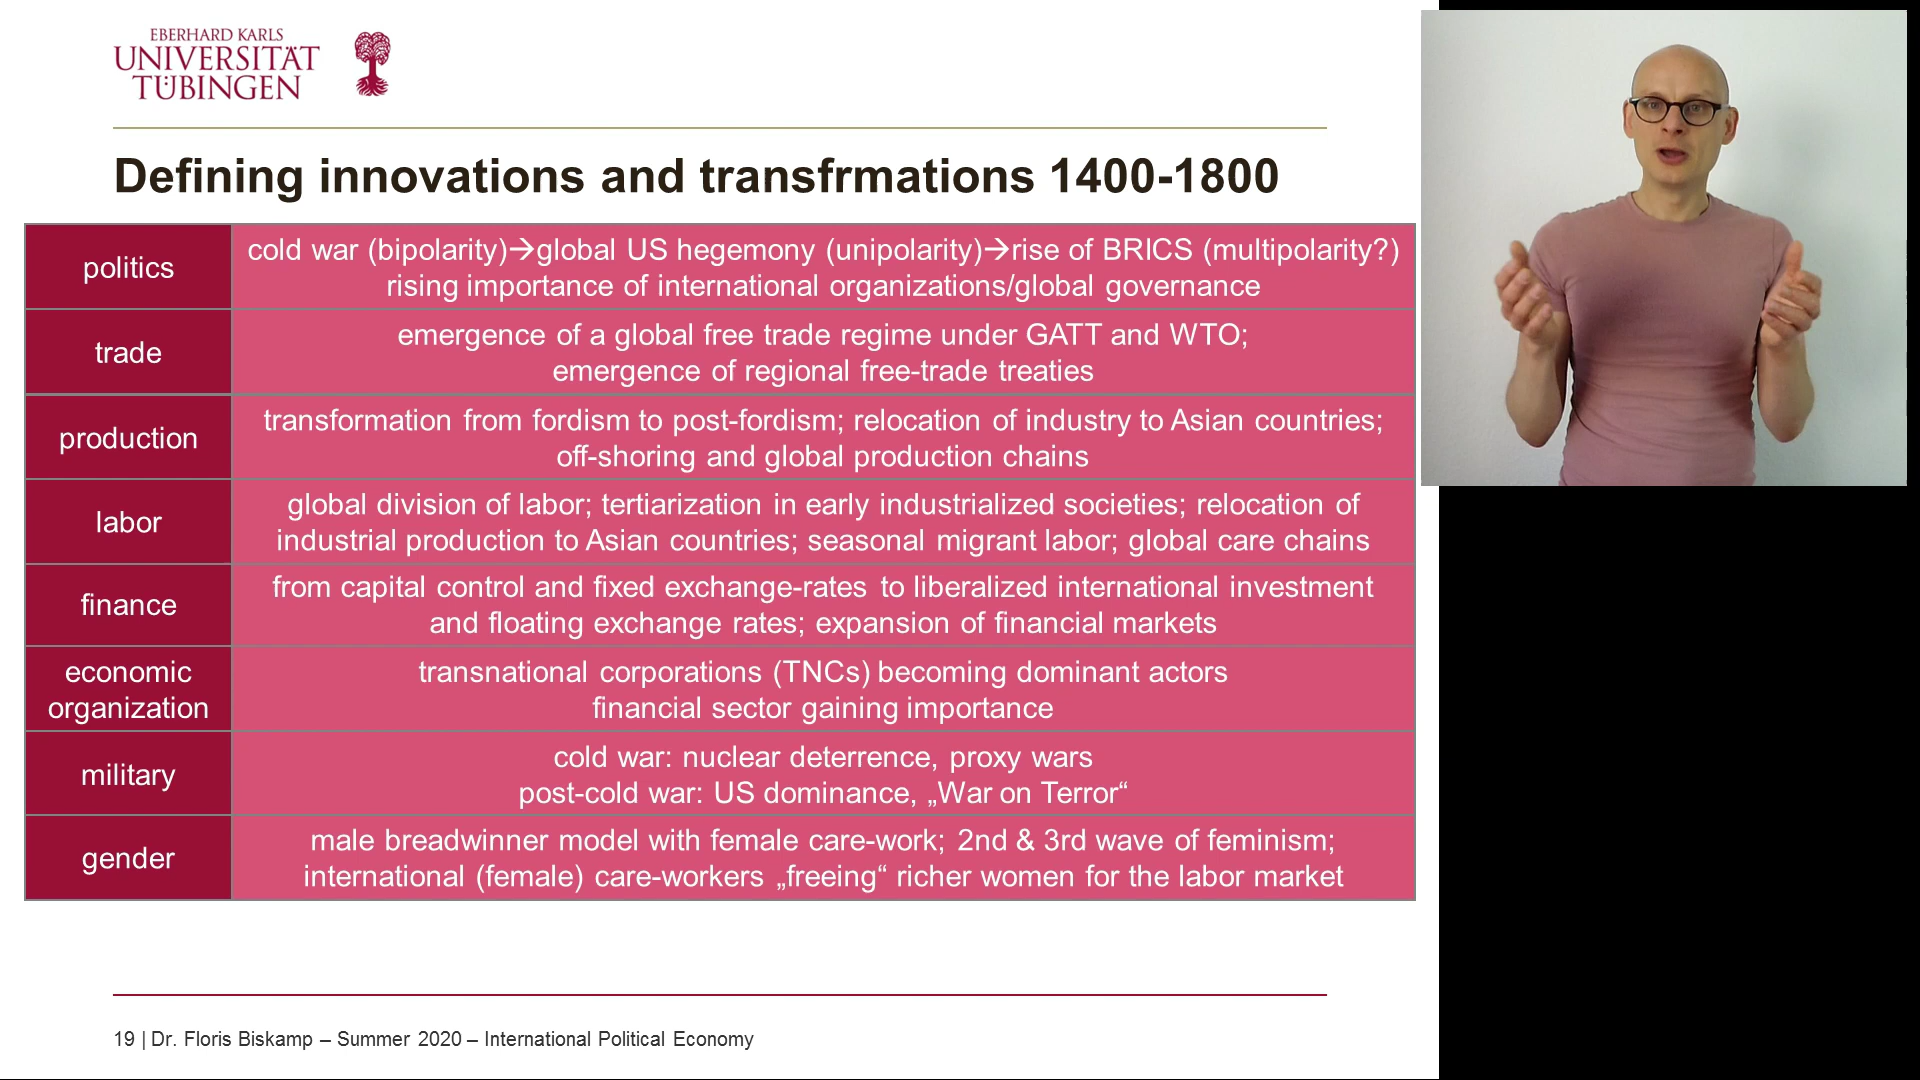 EBERHARD KARLS
UNIVERSITÄT
TÜBINGEN
Defining innovations and transfrmations 1400-1800
politics
cold war (bipolarity)→global US hegemony (unipolarity)→rise of BRICS (multipolarity?)
rising importance of international organizations/global governance
trade
emergence of a global free trade regime under GATT and WTO;
emergence of regional free-trade treaties
production
transformation from fordism to post-fordism; relocation of industry to Asian countries;
off-shoring and global production chains
labor
global division of labor; tertiarization in early industrialized societies; relocation of
industrial production to Asian countries; seasonal migrant labor; global care chains
finance
from capital control and fixed exchange-rates to liberalized international investment
and floating exchange rates; expansion of financial markets
economic
organization
transnational corporations (TNCs) becoming dominant actors
financial sector gaining importance
military
cold war: nuclear deterrence, proxy wars
post-cold war: US dominance, „War on Terror“
gender
male breadwinner model with female care-work; 2nd & 3rd wave of feminism;
international (female) care-workers „freeing“ richer women for the labor market
19 | Dr. Floris Biskamp – Summer 2020 – International Political Economy